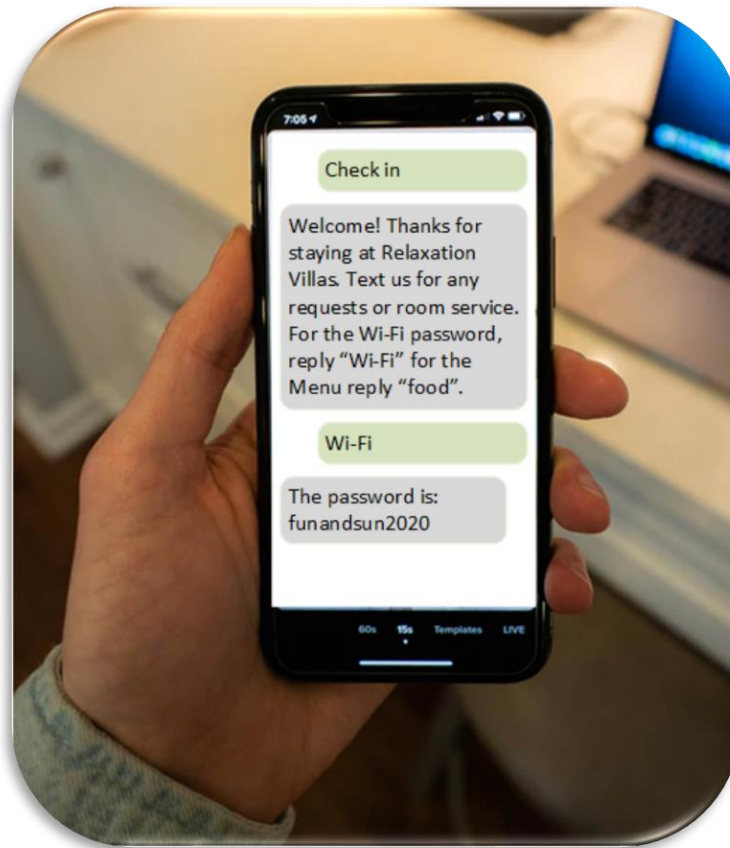 7:05
Check in
Welcome! Thanks for
staying at Relaxation
Villas. Text us for any
requests or room service.
For the Wi-Fi password,
reply “Wi-Fi” for the
Menu reply “food”.
Wi-Fi
The password is:
funandsun2020
60s 15s Templates LIVE